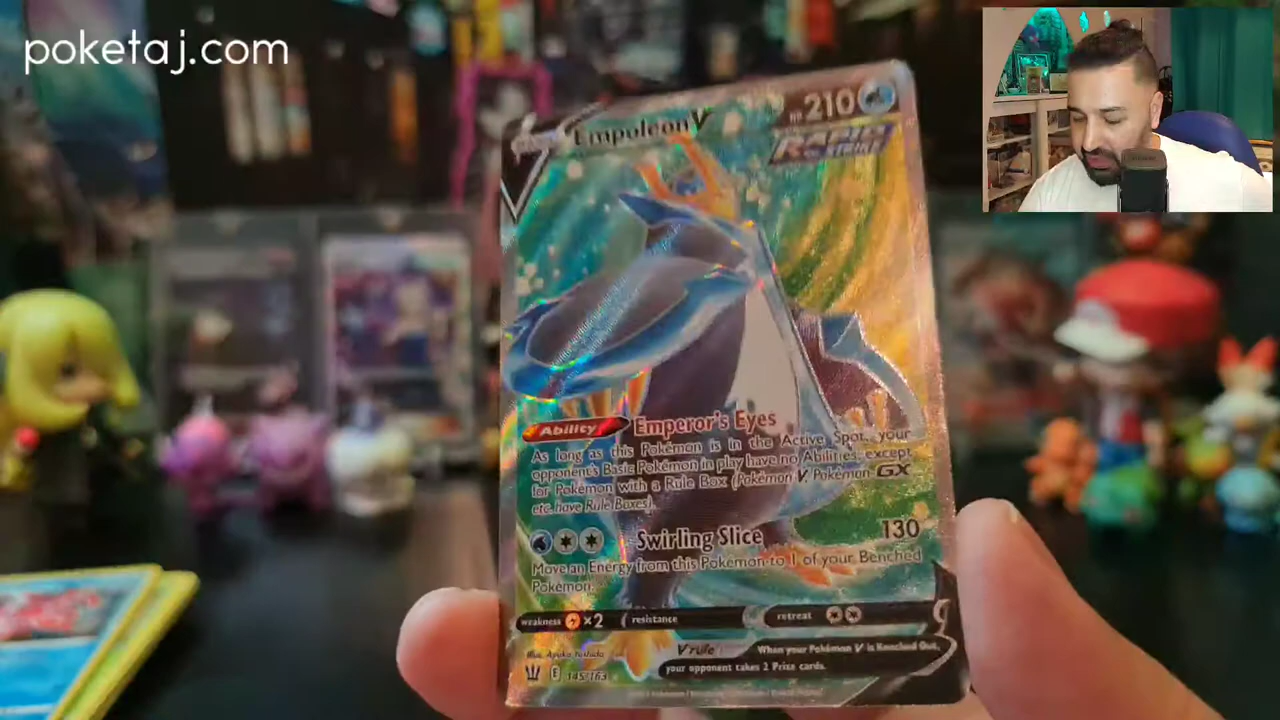 poketaj.com
Empoleon V
HP 210
RAPID STRIKE
Ability Emperor's Eyes
As long as this Pokémon is in the Active Spot, your
opponent's Basic Pokémon in play have no Abilities, except
for Pokémon with a Rule Box (Pokémon V, Pokémon-GX
etc. have Rule Boxes).
Swirling Slice 130
Move an Energy from this Pokémon to 1 of your Benched
Pokémon.
weakness ×2 resistance retreat
V rule When your Pokémon V is Knocked Out,
your opponent takes 2 Prize cards.
Illus. Ayaka Yoshida
E 145/163